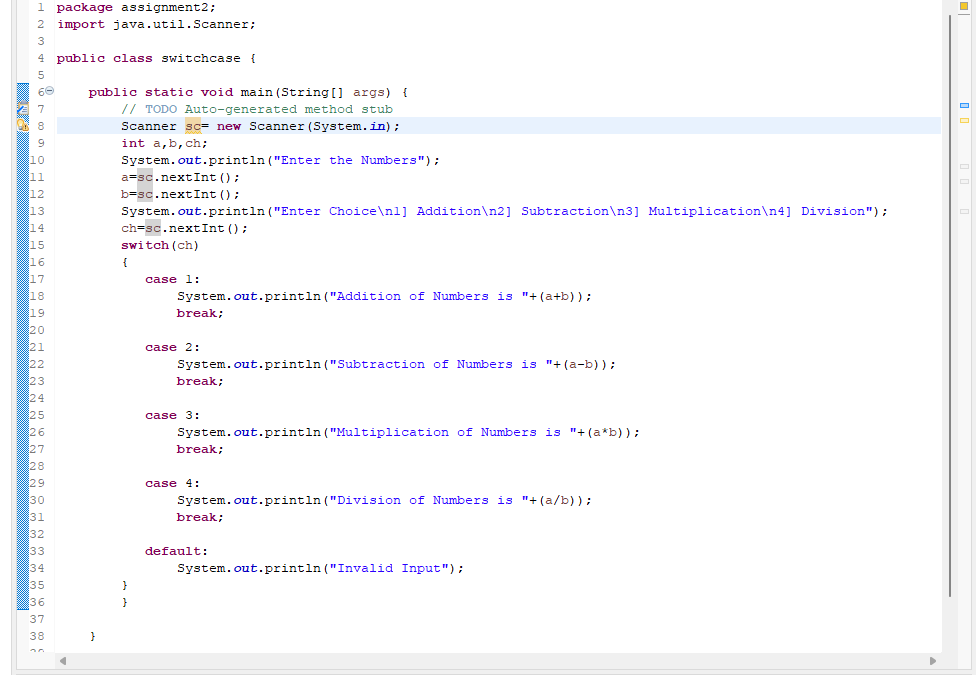 1 package assignment2;
2 import java.util.Scanner;
3
4 public class switchcase {
5
6 public static void main(String[] args) {
7 // TODO Auto-generated method stub
8 Scanner sc= new Scanner(System.in);
9 int a,b,ch;
10 System.out.println("Enter the Numbers");
11 a=sc.nextInt();
12 b=sc.nextInt();
13 System.out.println("Enter Choice\n1] Addition\n2] Subtraction\n3] Multiplication\n4] Division");
14 ch=sc.nextInt();
15 switch(ch)
16 {
17 case 1:
18 System.out.println("Addition of Numbers is "+(a+b));
19 break;
20
21 case 2:
22 System.out.println("Subtraction of Numbers is "+(a-b));
23 break;
24
25 case 3:
26 System.out.println("Multiplication of Numbers is "+(a*b));
27 break;
28
29 case 4:
30 System.out.println("Division of Numbers is "+(a/b));
31 break;
32
33 default:
34 System.out.println("Invalid Input");
35 }
36 }
37
38 }